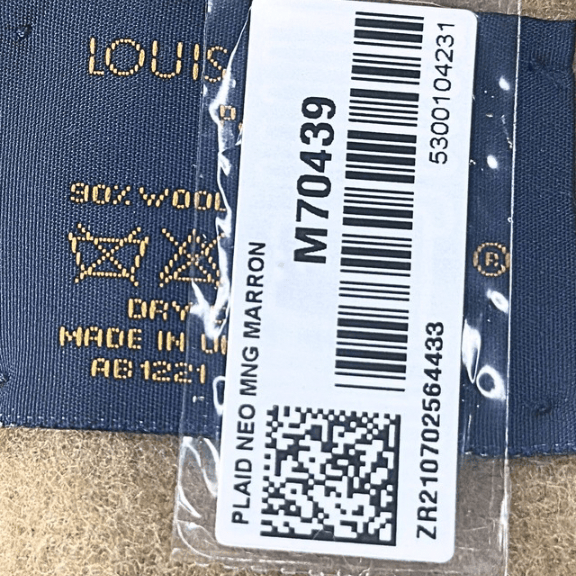 LOUIS
90% WOOL
DRY
MADE IN
AB1221
®
5300104231
M70439
PLAID NEO MNG MARRON
ZR210702564433